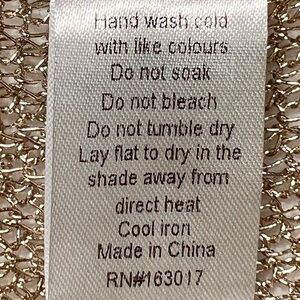 Hand wash cold
with like colours
Do not soak
Do not bleach
Do not tumble dry
Lay flat to dry in the
shade away from
direct heat
Cool iron
Made in China
RN#163017